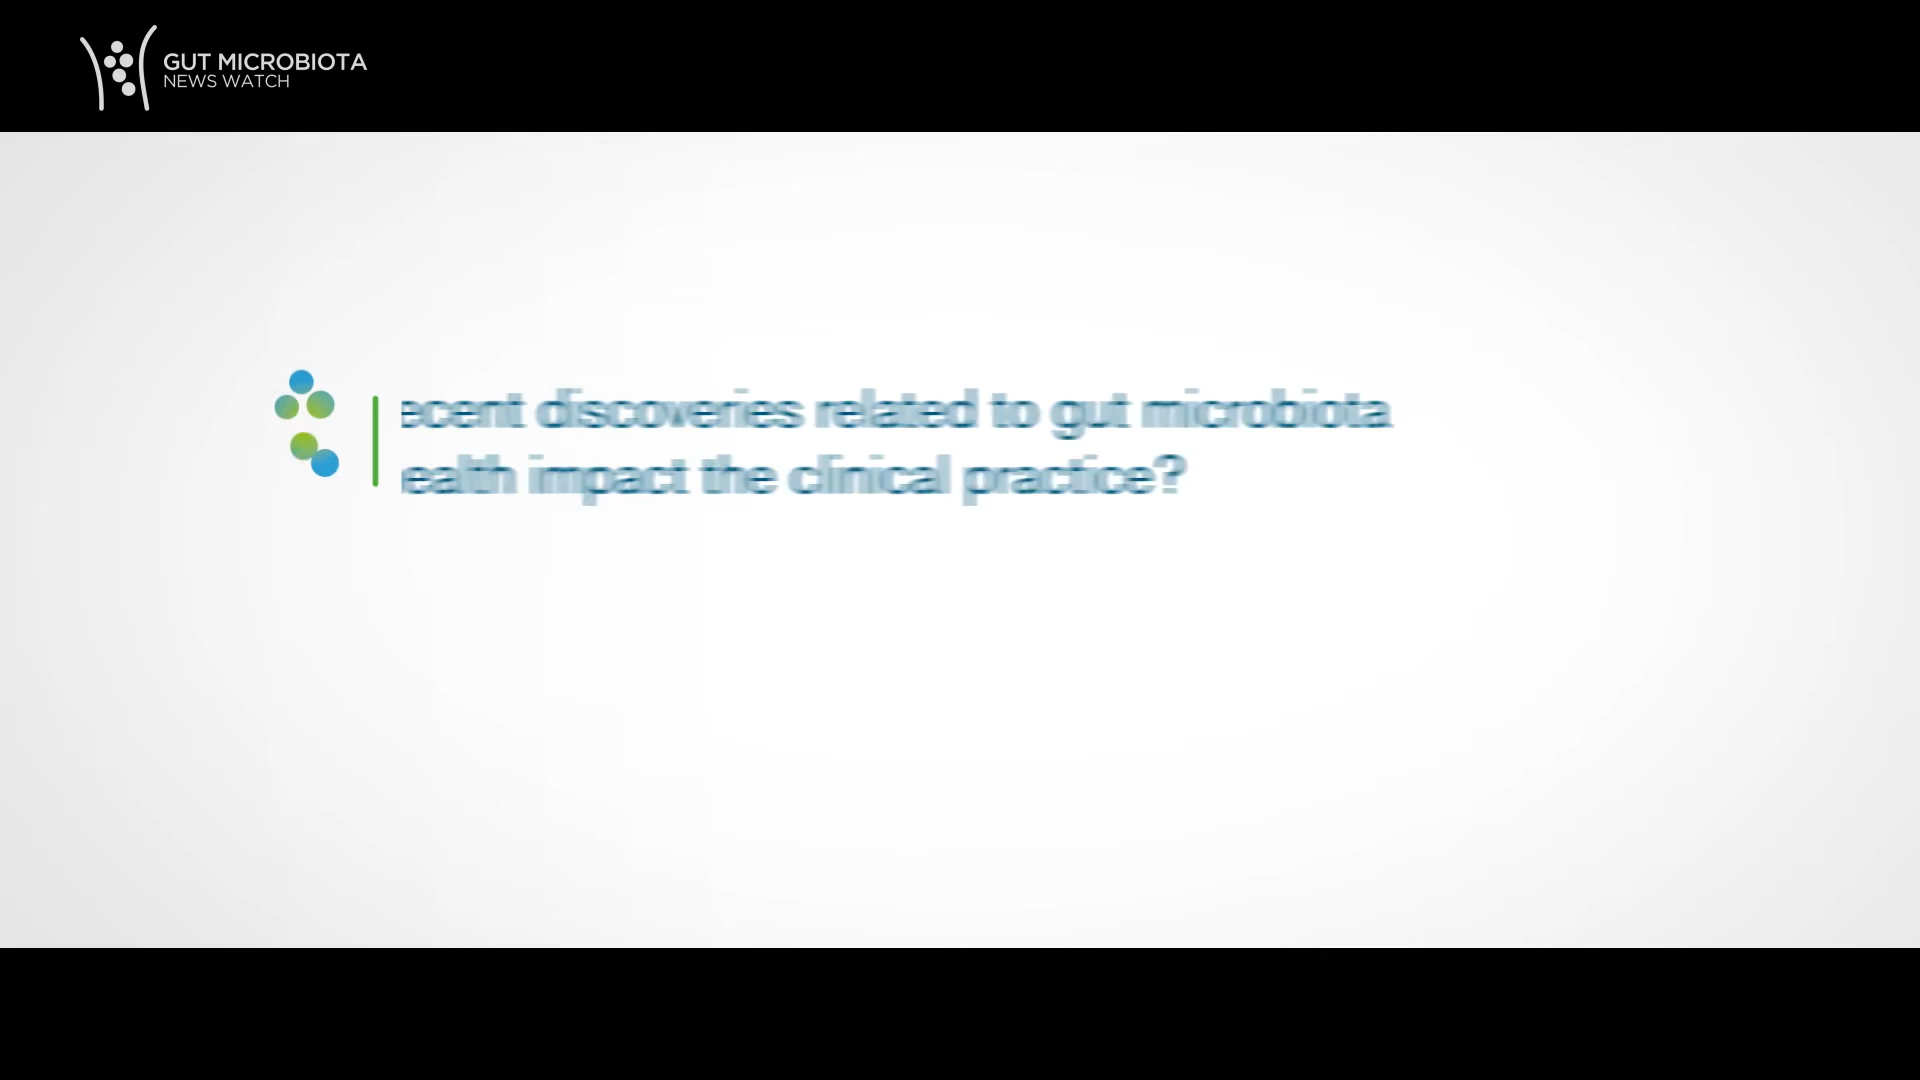 GUT MICROBIOTA
NEWS WATCH
ecent discoveries related to gut microbiota
ealth impact the clinical practice?